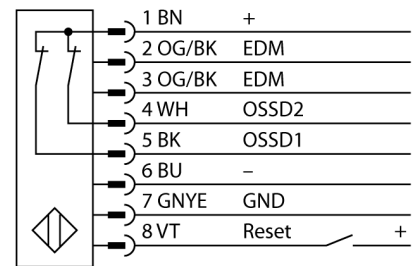 1 BN +
2 OG/BK EDM
3 OG/BK EDM
4 WH OSSD2
5 BK OSSD1
6 BU –
7 GNYE GND
8 VT Reset +